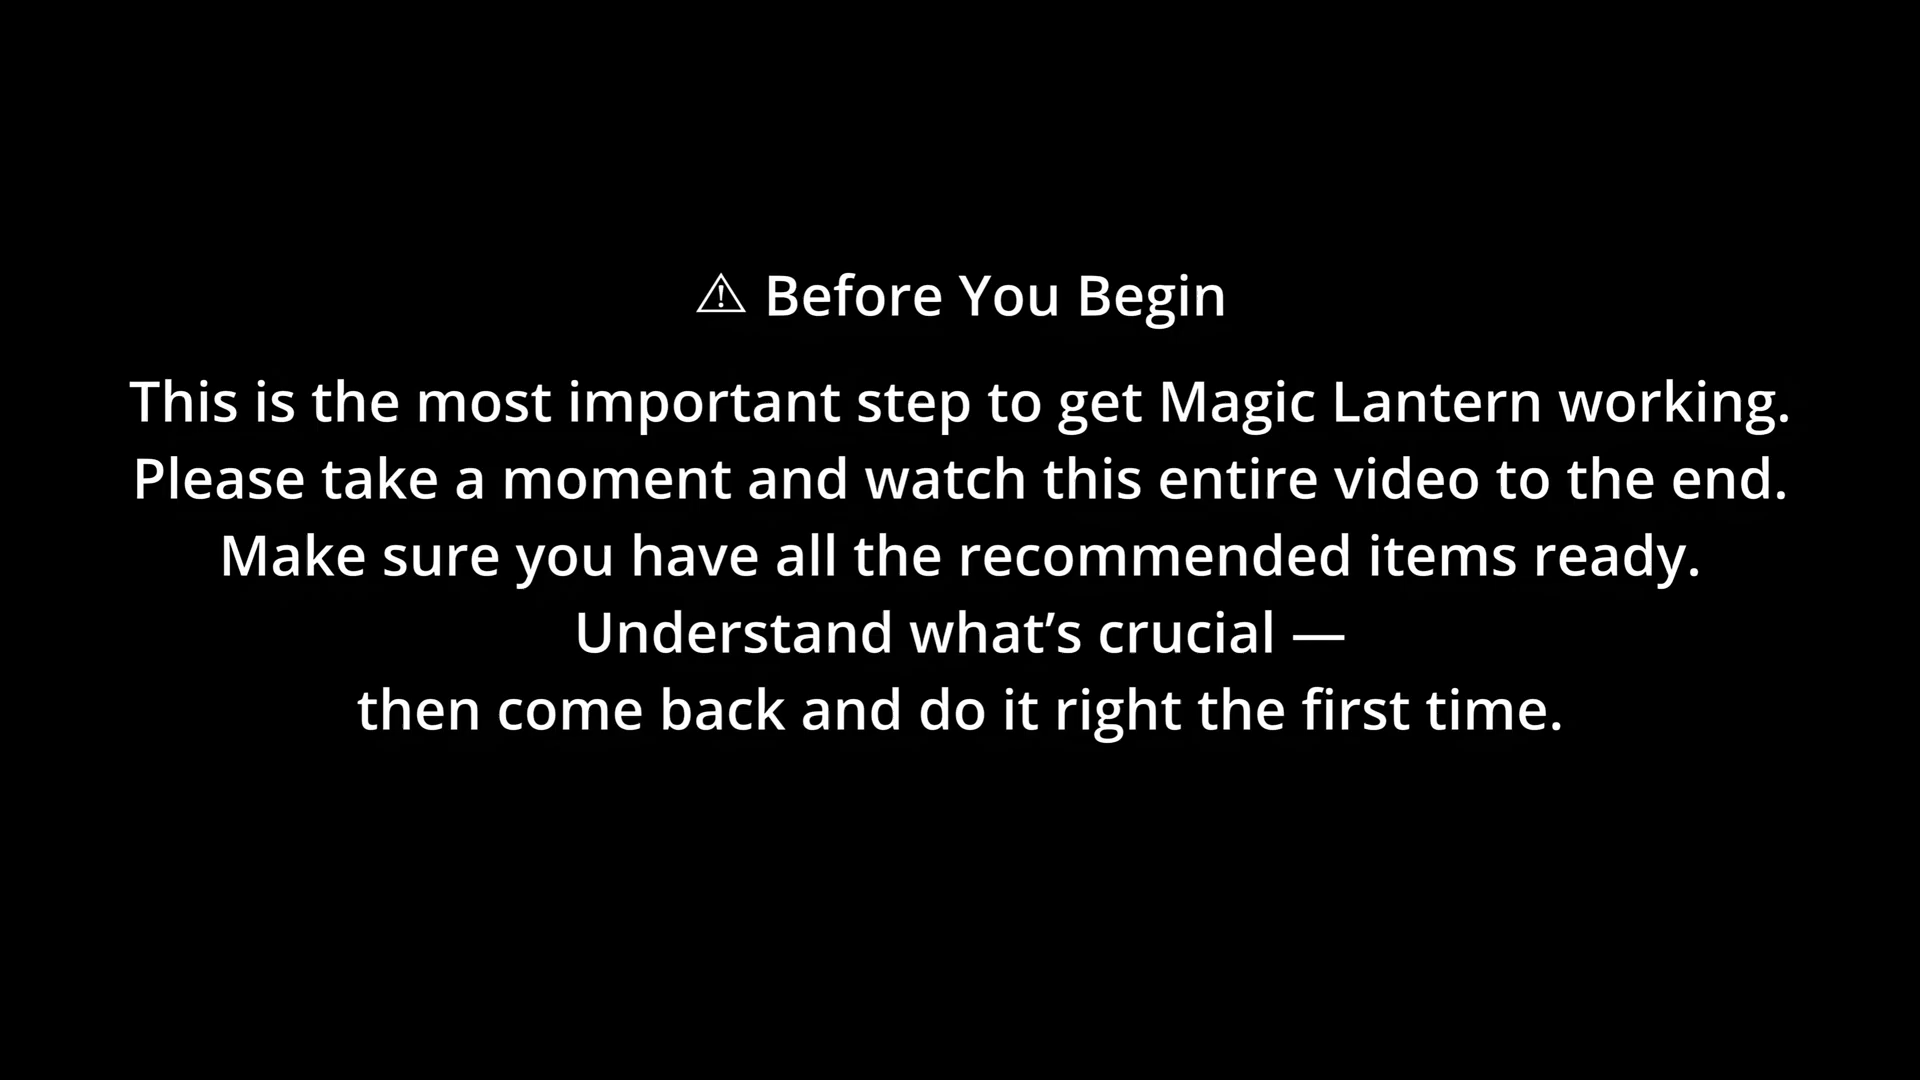 ⚠ Before You Begin
This is the most important step to get Magic Lantern working.
Please take a moment and watch this entire video to the end.
Make sure you have all the recommended items ready.
Understand what’s crucial —
then come back and do it right the first time.